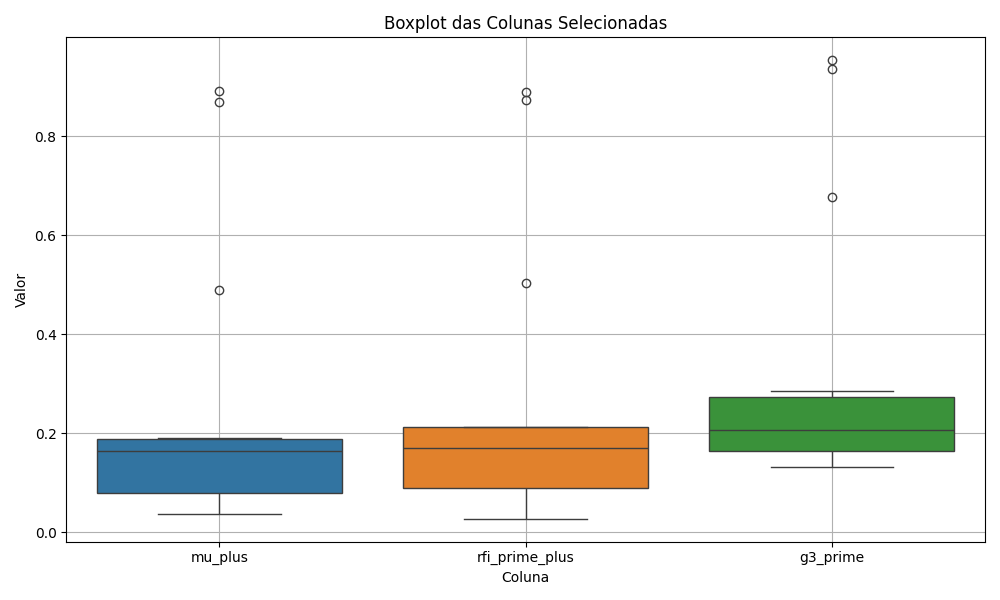 Boxplot das Colunas Selecionadas
Valor
0.8
0.6
0.4
0.2
0.0
mu_plus
rfi_prime_plus
g3_prime
Coluna